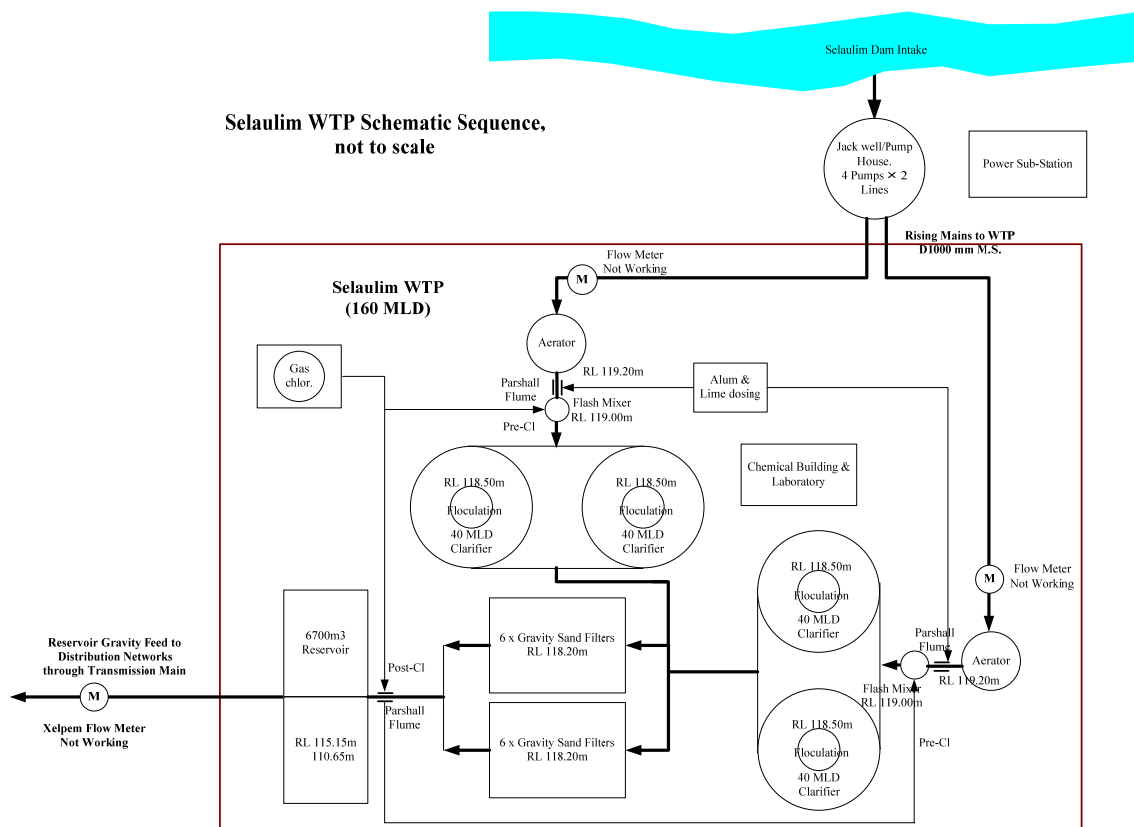 Selaulim Dam Intake
Selaulim WTP Schematic Sequence,
not to scale
Jack well/Pump
House.
4 Pumps × 2
Lines
Power Sub-Station
Rising Mains to WTP
D1000 mm M.S.
Flow Meter
Not Working
M
Selaulim WTP
(160 MLD)
Aerator
Gas
chlor.
RL 119.20m
Parshall
Flume
Alum &
Lime dosing
Flash Mixer
RL 119.00m
Pre-Cl
Chemical Building &
Laboratory
RL 118.50m
Floculation
40 MLD
Clarifier
RL 118.50m
Floculation
40 MLD
Clarifier
Flow Meter
Not Working
M
RL 118.50m
Floculation
40 MLD
Clarifier
Parshall
Flume
Aerator
RL 119.20m
Flash Mixer
RL 119.00m
Pre-Cl
RL 118.50m
Floculation
40 MLD
Clarifier
6 x Gravity Sand Filters
RL 118.20m
6 x Gravity Sand Filters
RL 118.20m
6700m3
Reservoir
Post-Cl
Parshall
Flume
RL 115.15m
110.65m
Reservoir Gravity Feed to
Distribution Networks
through Transmission Main
M
Xelpem Flow Meter
Not Working